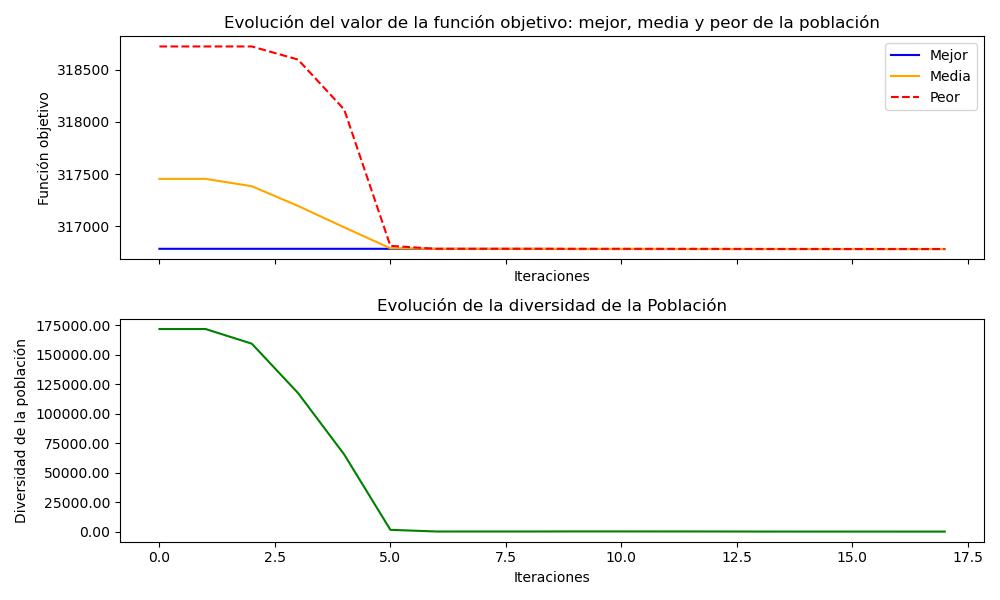 Evolución del valor de la función objetivo: mejor, media y peor de la población
Función objetivo
318500
318000
317500
317000
Mejor
Media
Peor
Iteraciones
Evolución de la diversidad de la Población
Diversidad de la población
175000.00
150000.00
125000.00
100000.00
75000.00
50000.00
25000.00
0.00
0.0 2.5 5.0 7.5 10.0 12.5 15.0 17.5
Iteraciones